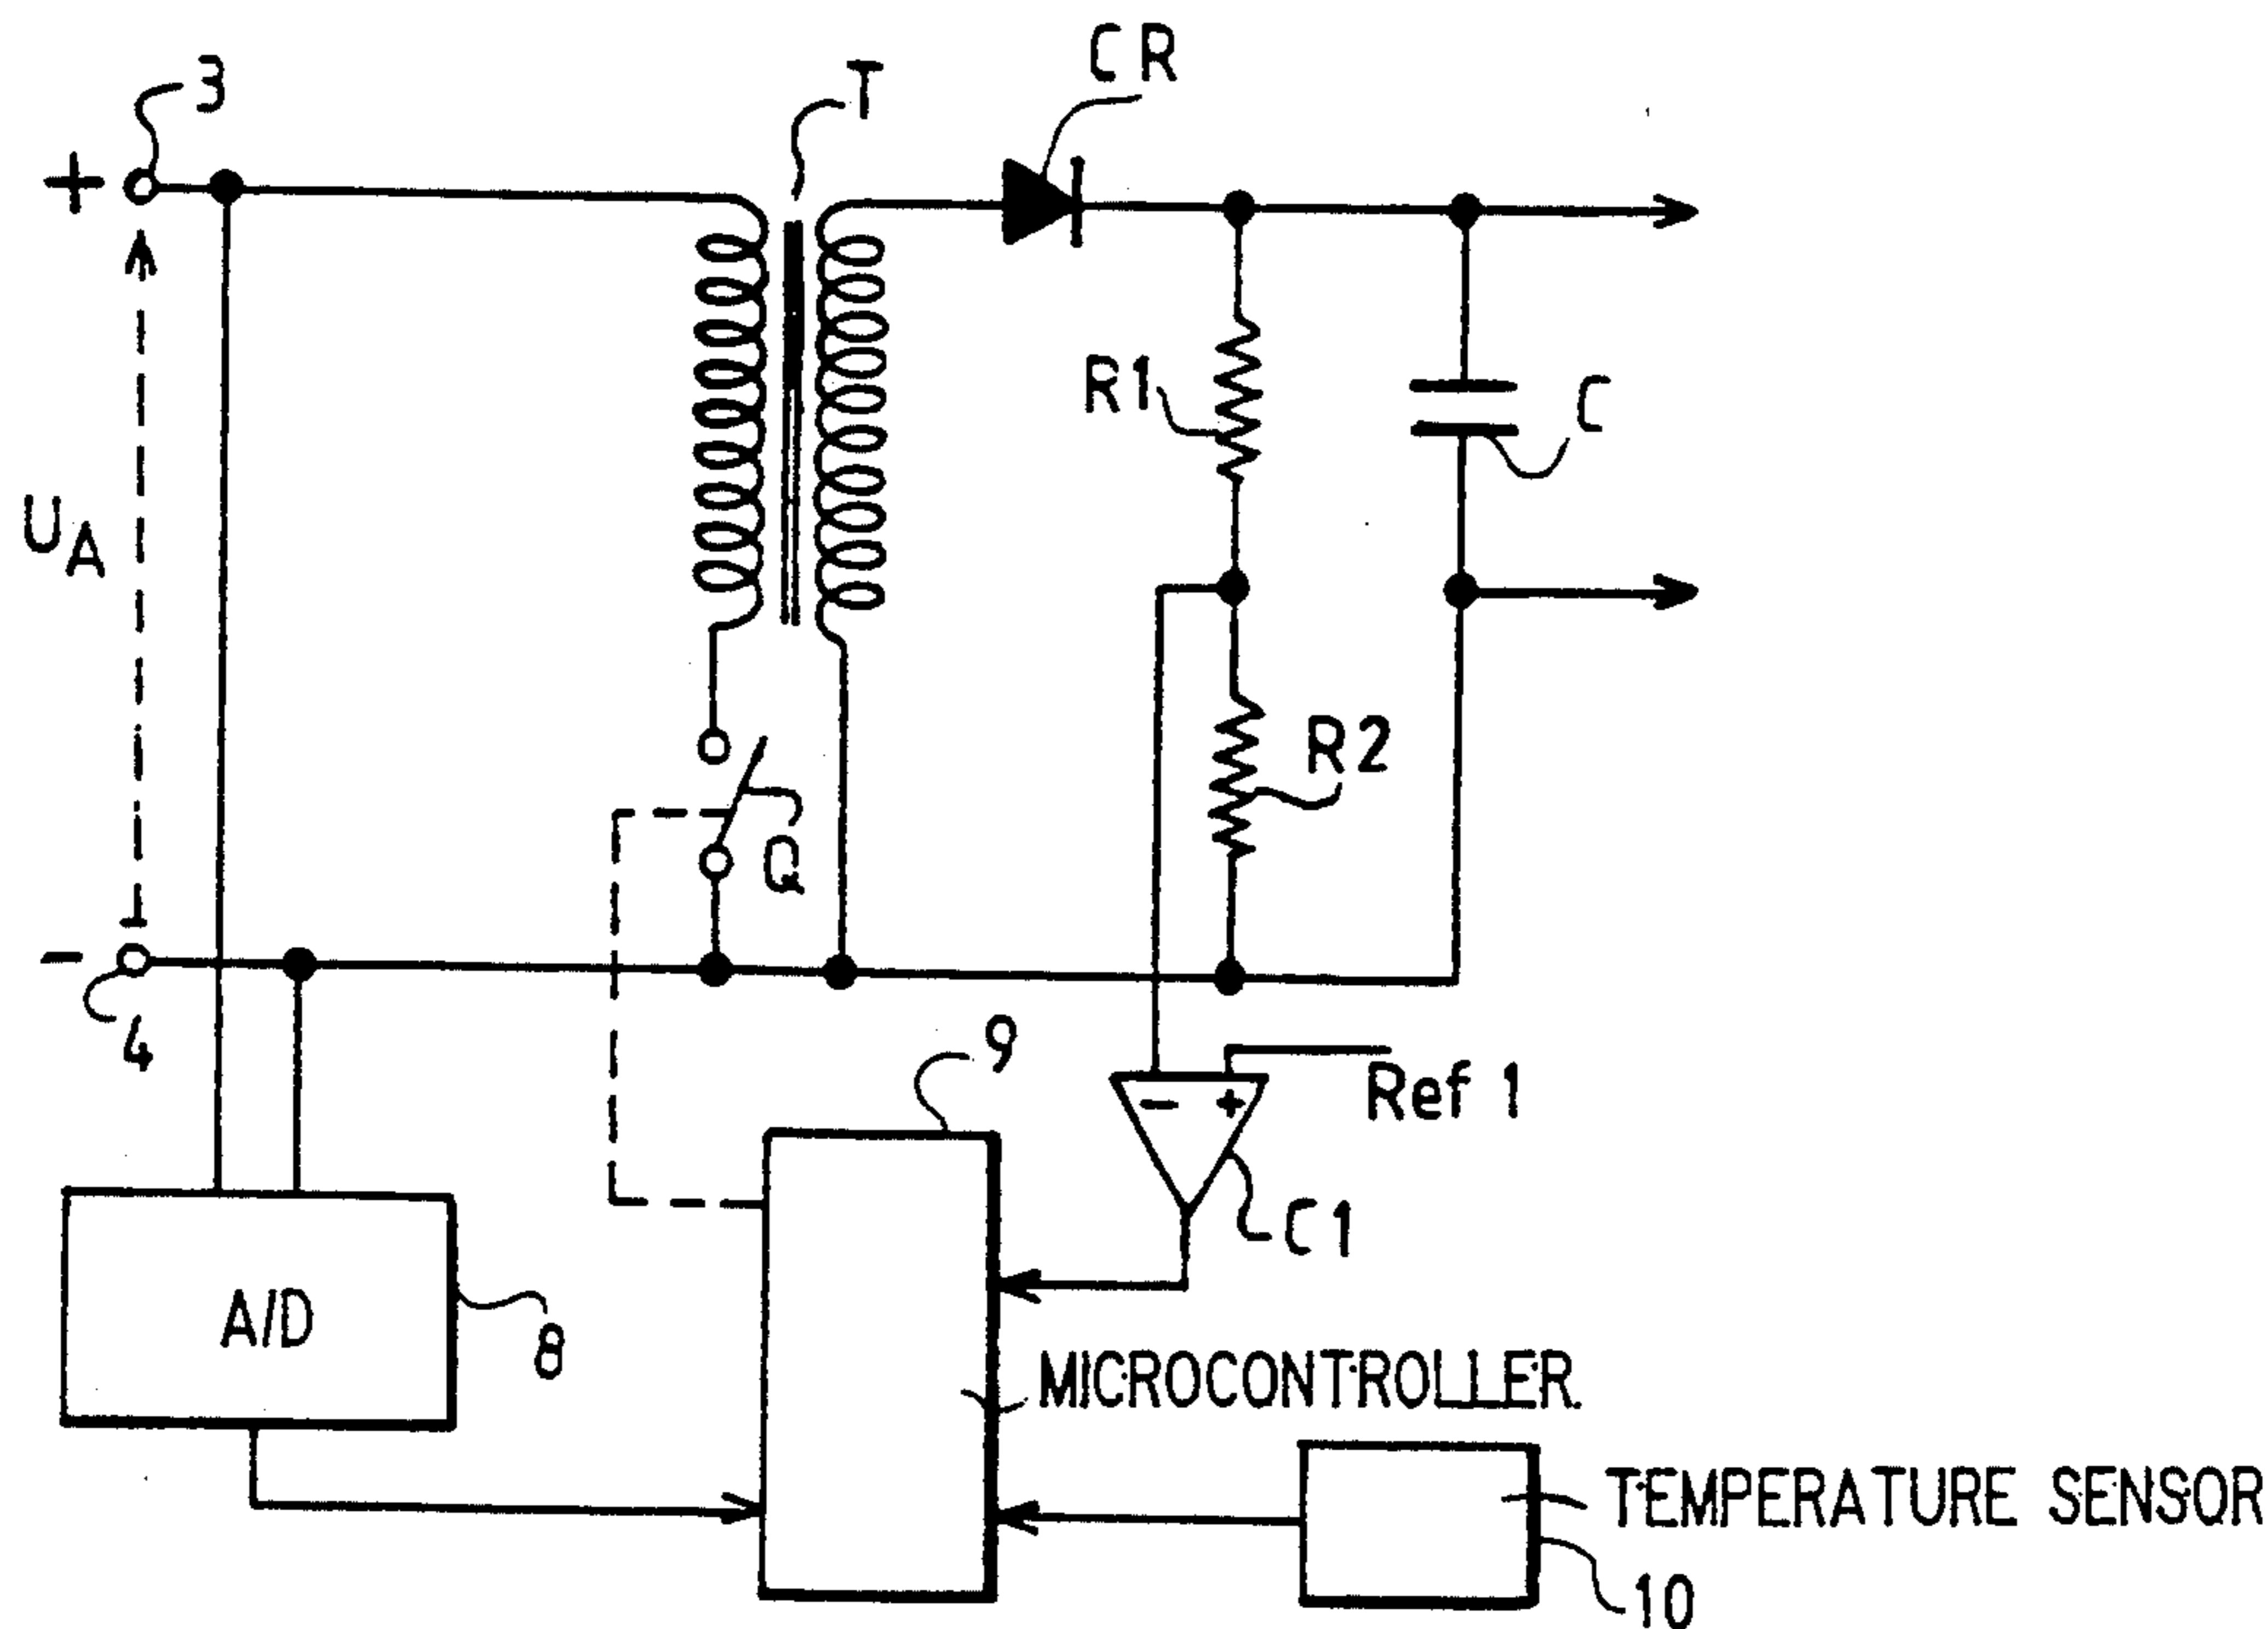 3
T
CR
+
R1
C
UA
R2
Q
-
4
9
- +
Ref 1
C1
A/D
8
MICROCONTROLLER
TEMPERATURE SENSOR
10